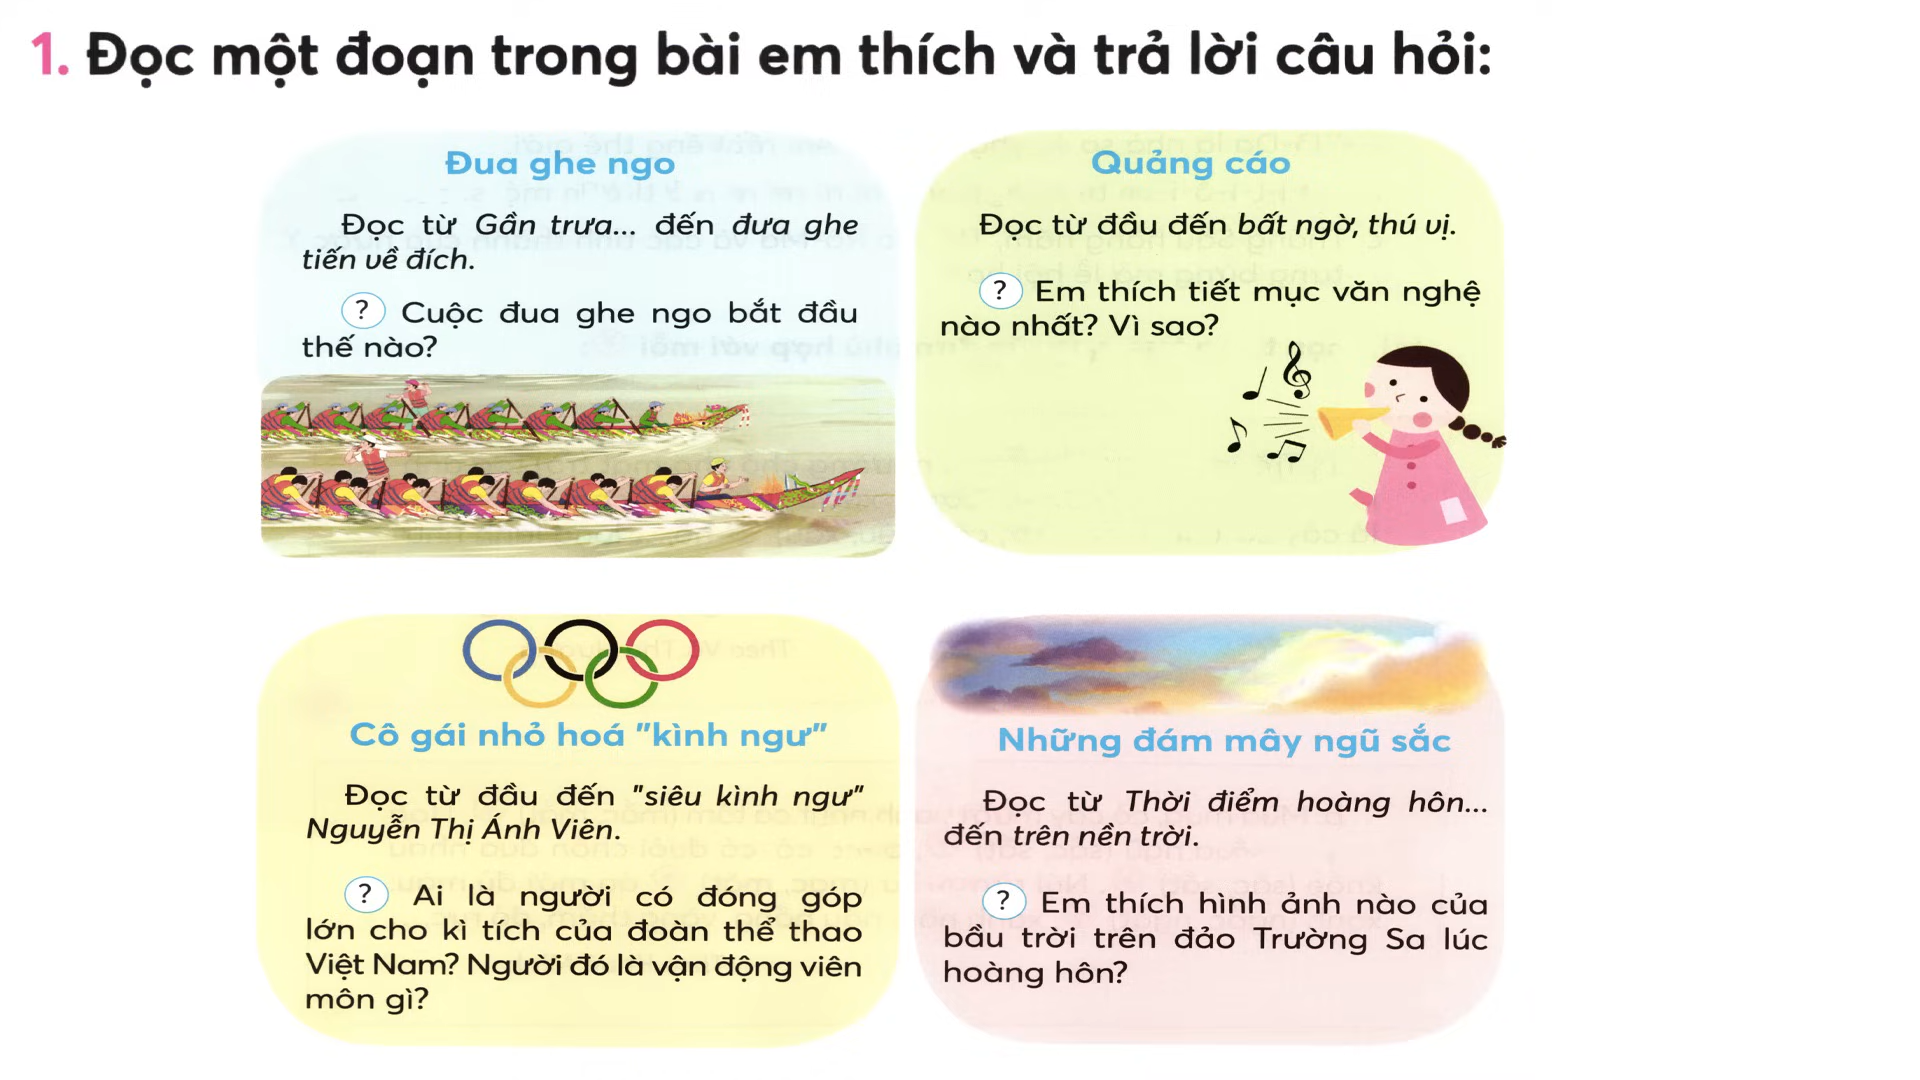 1. Đọc một đoạn trong bài em thích và trả lời câu hỏi:
Đua ghe ngo
Đọc từ Gần trưa... đến đưa ghe
tiến về đích.
? Cuộc đua ghe ngo bắt đầu
thế nào?
Quảng cáo
Đọc từ đầu đến bất ngờ, thú vị.
? Em thích tiết mục văn nghệ
nào nhất? Vì sao?
Cô gái nhỏ hoá "kình ngư"
Đọc từ đầu đến "siêu kình ngư"
Nguyễn Thị Ánh Viên.
? Ai là người có đóng góp
lớn cho kì tích của đoàn thể thao
Việt Nam? Người đó là vận động viên
môn gì?
Những đám mây ngũ sắc
Đọc từ Thời điểm hoàng hôn...
đến trên nền trời.
? Em thích hình ảnh nào của
bầu trời trên đảo Trường Sa lúc
hoàng hôn?